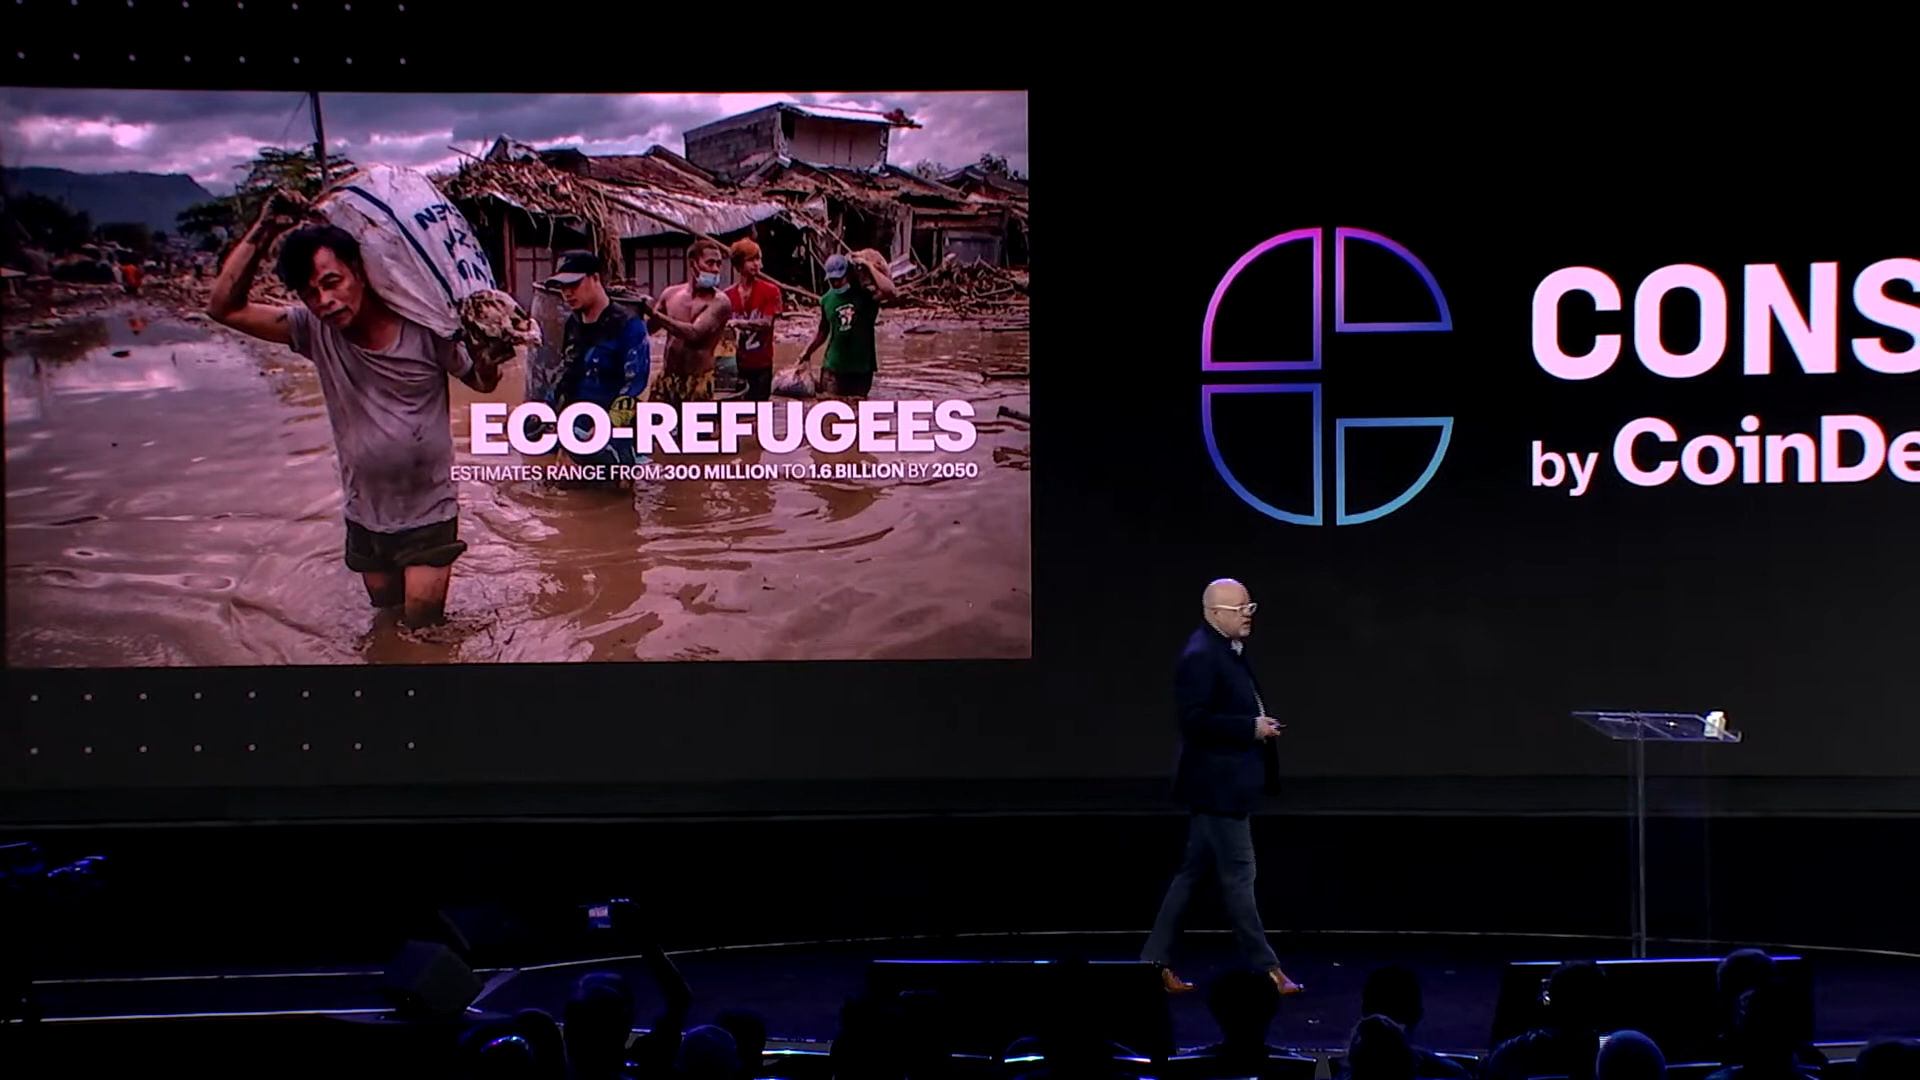 ECO-REFUGEES
ESTIMATES RANGE FROM 300 MILLION TO 1.6 BILLION BY 2050
CONS
by CoinDe